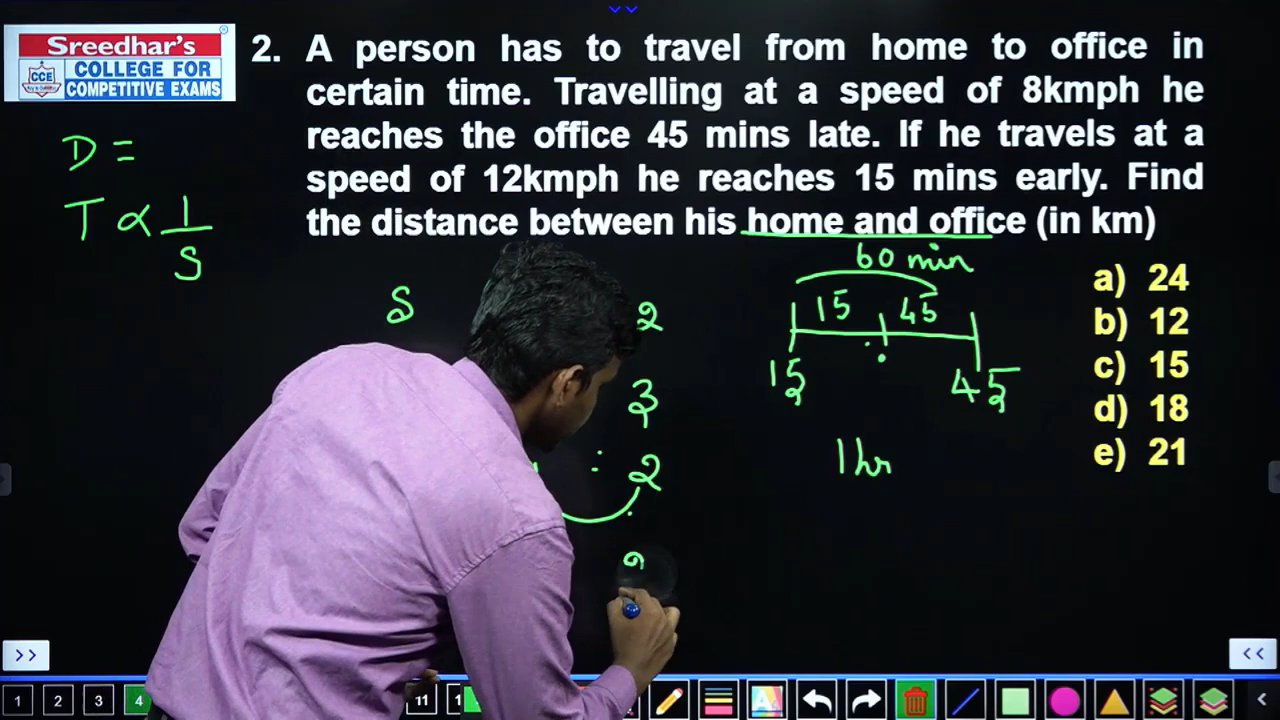 Sreedhar's
CCE
COLLEGE FOR
COMPETITIVE EXAMS
2. A person has to travel from home to office in
certain time. Travelling at a speed of 8kmph he
reaches the office 45 mins late. If he travels at a
speed of 12kmph he reaches 15 mins early. Find
the distance between his home and office (in km)
D =
T ∝ 1/S
S
2
3
: 2
60 min
15 45
15 45
1 hr
a) 24
b) 12
c) 15
d) 18
e) 21
>>
<<
1 2 3 4 11